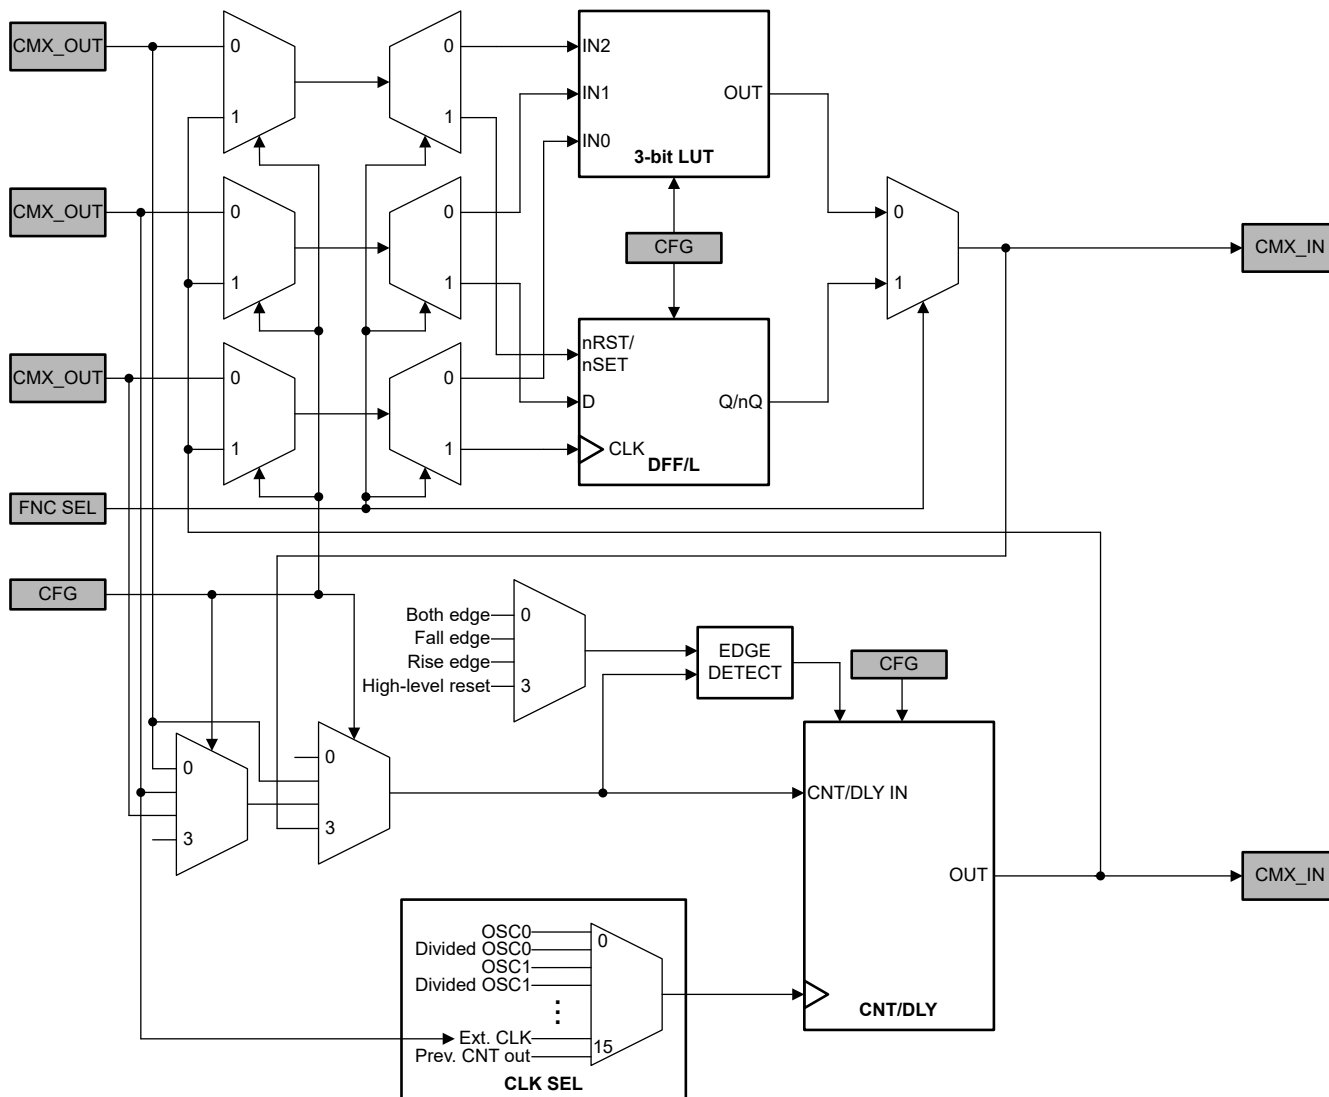 CMX_OUT
0
0
IN2
IN1
OUT
1
1
IN0
3-bit LUT
CMX_OUT
0
0
0
CFG
CMX_IN
1
1
1
nRST/
nSET
CMX_OUT
0
0
D
Q/nQ
1
1
CLK
DFF/L
FNC SEL
CFG
Both edge
0
Fall edge
Rise edge
High-level reset
3
EDGE
DETECT
CFG
0
0
3
3
CNT/DLY IN
OUT
CMX_IN
OSC0
0
Divided OSC0
OSC1
Divided OSC1
Ext. CLK
15
Prev. CNT out
CLK SEL
CNT/DLY